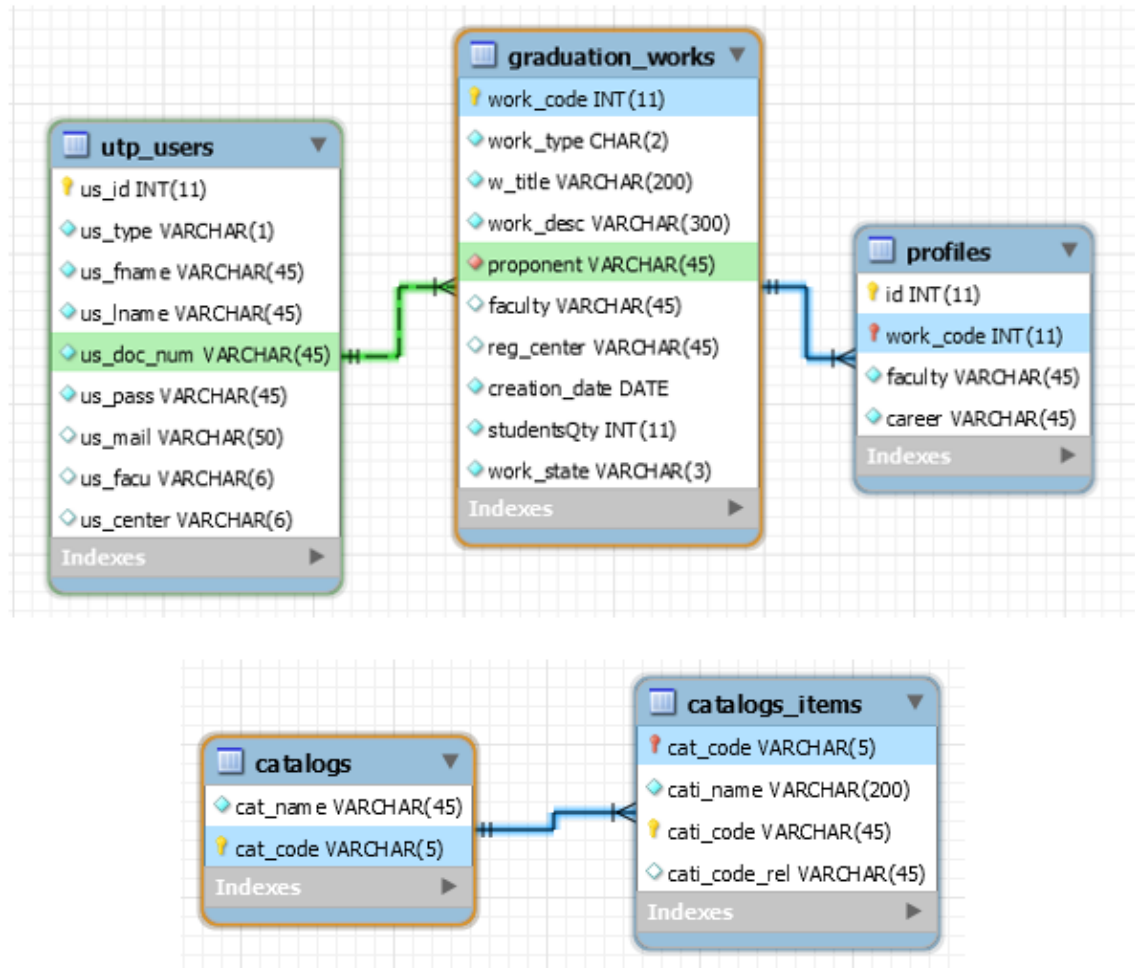 utp_users
us_id INT(11)
us_type VARCHAR(1)
us_fname VARCHAR(45)
us_lname VARCHAR(45)
us_doc_num VARCHAR(45)
us_pass VARCHAR(45)
us_mail VARCHAR(50)
us_facu VARCHAR(6)
us_center VARCHAR(6)
Indexes
graduation_works
work_code INT(11)
work_type CHAR(2)
w_title VARCHAR(200)
work_desc VARCHAR(300)
proponent VARCHAR(45)
faculty VARCHAR(45)
reg_center VARCHAR(45)
creation_date DATE
studentsQty INT(11)
work_state VARCHAR(3)
Indexes
profiles
id INT(11)
work_code INT(11)
faculty VARCHAR(45)
career VARCHAR(45)
Indexes
catalogs
cat_name VARCHAR(45)
cat_code VARCHAR(5)
Indexes
catalogs_items
cat_code VARCHAR(5)
cati_name VARCHAR(200)
cati_code VARCHAR(45)
cati_code_rel VARCHAR(45)
Indexes